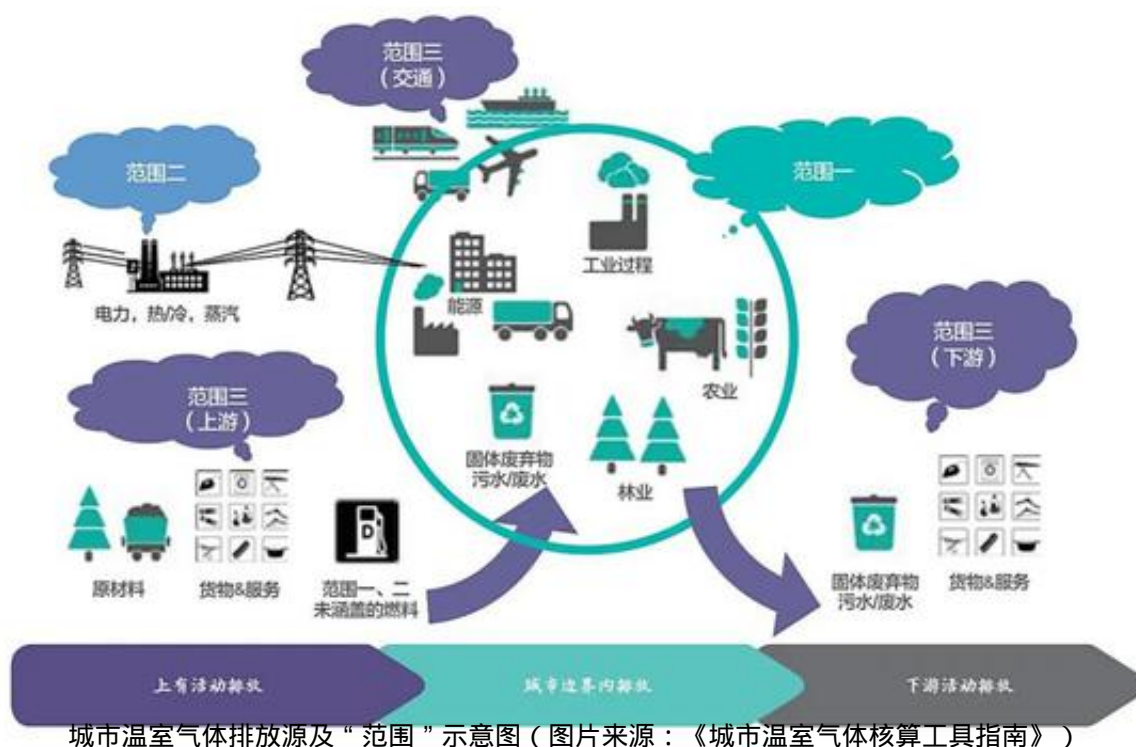 范围三
（交通）
范围二
范围一
电力，热/冷，蒸汽
能源
工业过程
农业
固体废弃物
污水/废水
林业
范围三
（上游）
范围三
（下游）
原材料
货物&服务
D
范围一、二
未涵盖的燃料
固体废弃物
污水/废水
货物&服务
上有活动排放
城市边界内排放
下游活动排放
城市温室气体排放源及“范围”示意图（图片来源：《城市温室气体核算工具指南》）